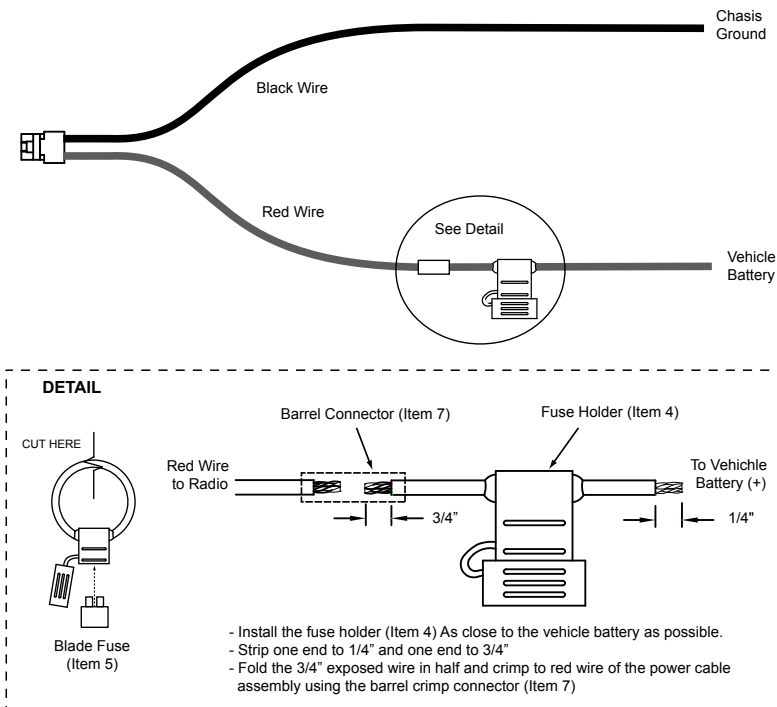 Chasis
Ground
Black Wire
Red Wire
See Detail
Vehicle
Battery
DETAIL
Barrel Connector (Item 7)
Fuse Holder (Item 4)
CUT HERE
Red Wire
to Radio
To Vehichle
Battery (+)
3/4”
1/4"
Blade Fuse
(Item 5)
- Install the fuse holder (Item 4) As close to the vehicle battery as possible.
- Strip one end to 1/4” and one end to 3/4”
- Fold the 3/4” exposed wire in half and crimp to red wire of the power cable
assembly using the barrel crimp connector (Item 7)